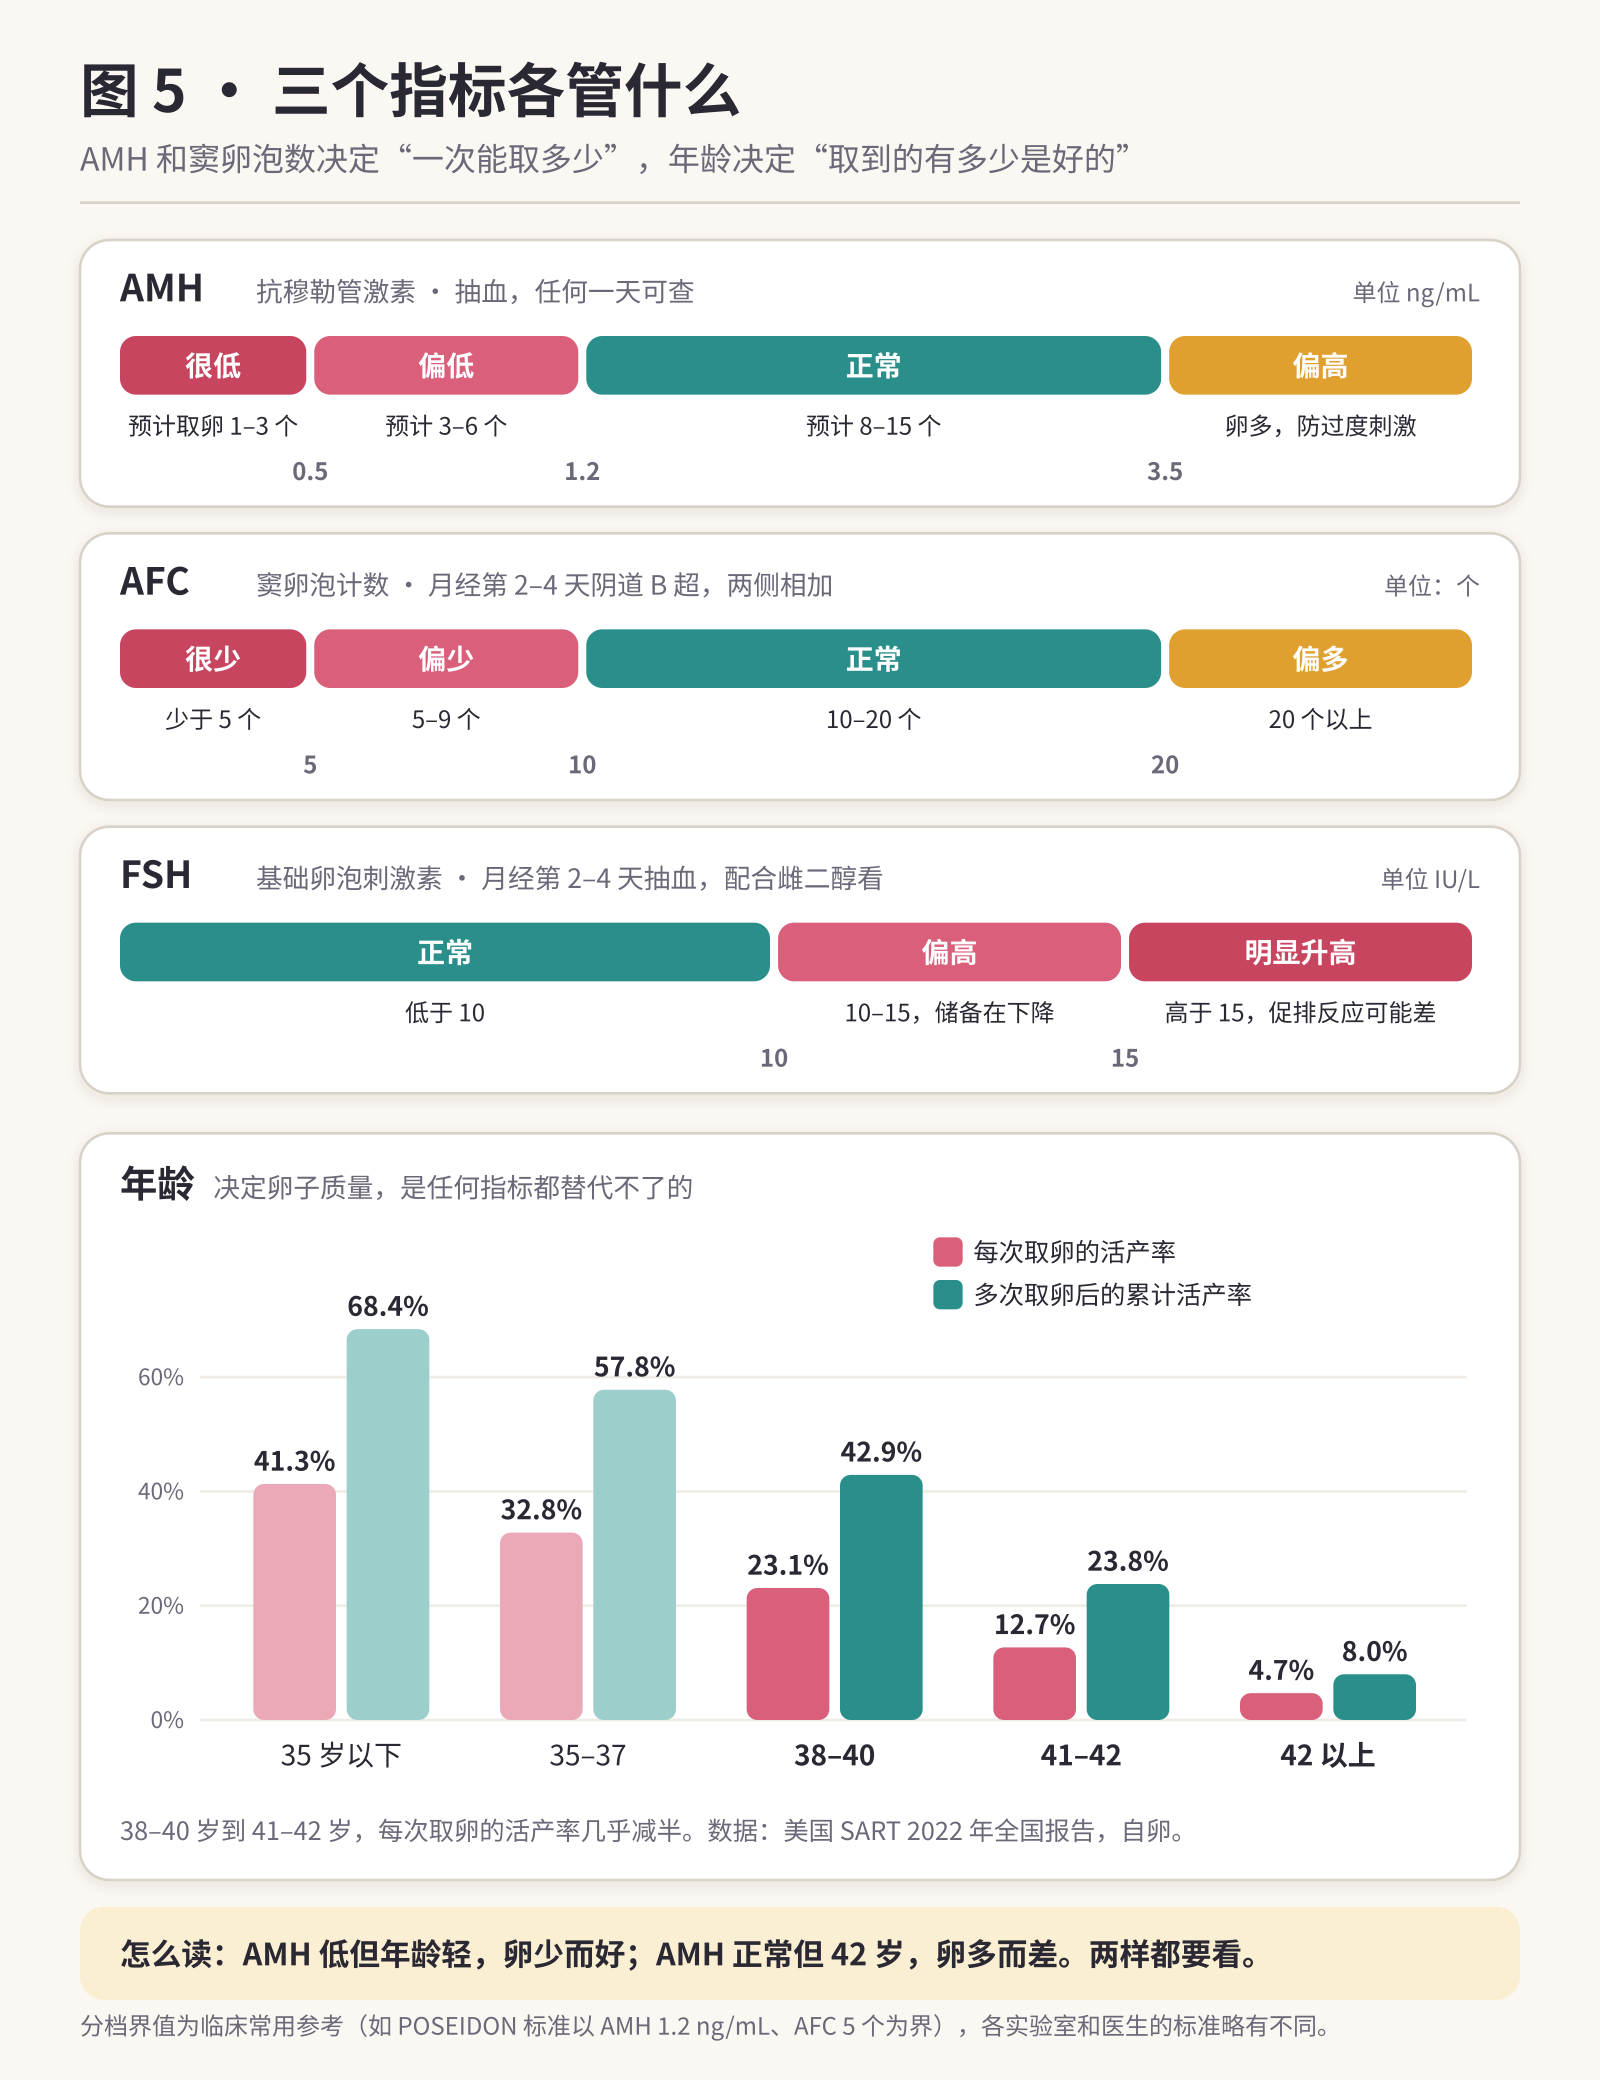 图 5 · 三个指标各管什么
AMH 和窦卵泡数决定“一次能取多少”，年龄决定“取到的有多少是好的”
AMH 抗穆勒管激素 · 抽血，任何一天可查 单位 ng/mL
很低 偏低 正常 偏高
预计取卵 1–3 个 预计 3–6 个 预计 8–15 个 卵多，防过度刺激
0.5 1.2 3.5
AFC 窦卵泡计数 · 月经第 2–4 天阴道 B 超，两侧相加 单位：个
很少 偏少 正常 偏多
少于 5 个 5–9 个 10–20 个 20 个以上
5 10 20
FSH 基础卵泡刺激素 · 月经第 2–4 天抽血，配合雌二醇看 单位 IU/L
正常 偏高 明显升高
低于 10 10–15，储备在下降 高于 15，促排反应可能差
10 15
年龄 决定卵子质量，是任何指标都替代不了的
每次取卵的活产率
多次取卵后的累计活产率
68.4%
57.8%
60%
41.3%
42.9%
40%
32.8%
23.1%
23.8%
20%
12.7%
4.7%
8.0%
0%
35 岁以下 35–37 38–40 41–42 42 以上
38–40 岁到 41–42 岁，每次取卵的活产率几乎减半。数据：美国 SART 2022 年全国报告，自卵。
怎么读：AMH 低但年龄轻，卵少而好；AMH 正常但 42 岁，卵多而差。两样都要看。
分档界值为临床常用参考（如 POSEIDON 标准以 AMH 1.2 ng/mL、AFC 5 个为界），各实验室和医生的标准略有不同。